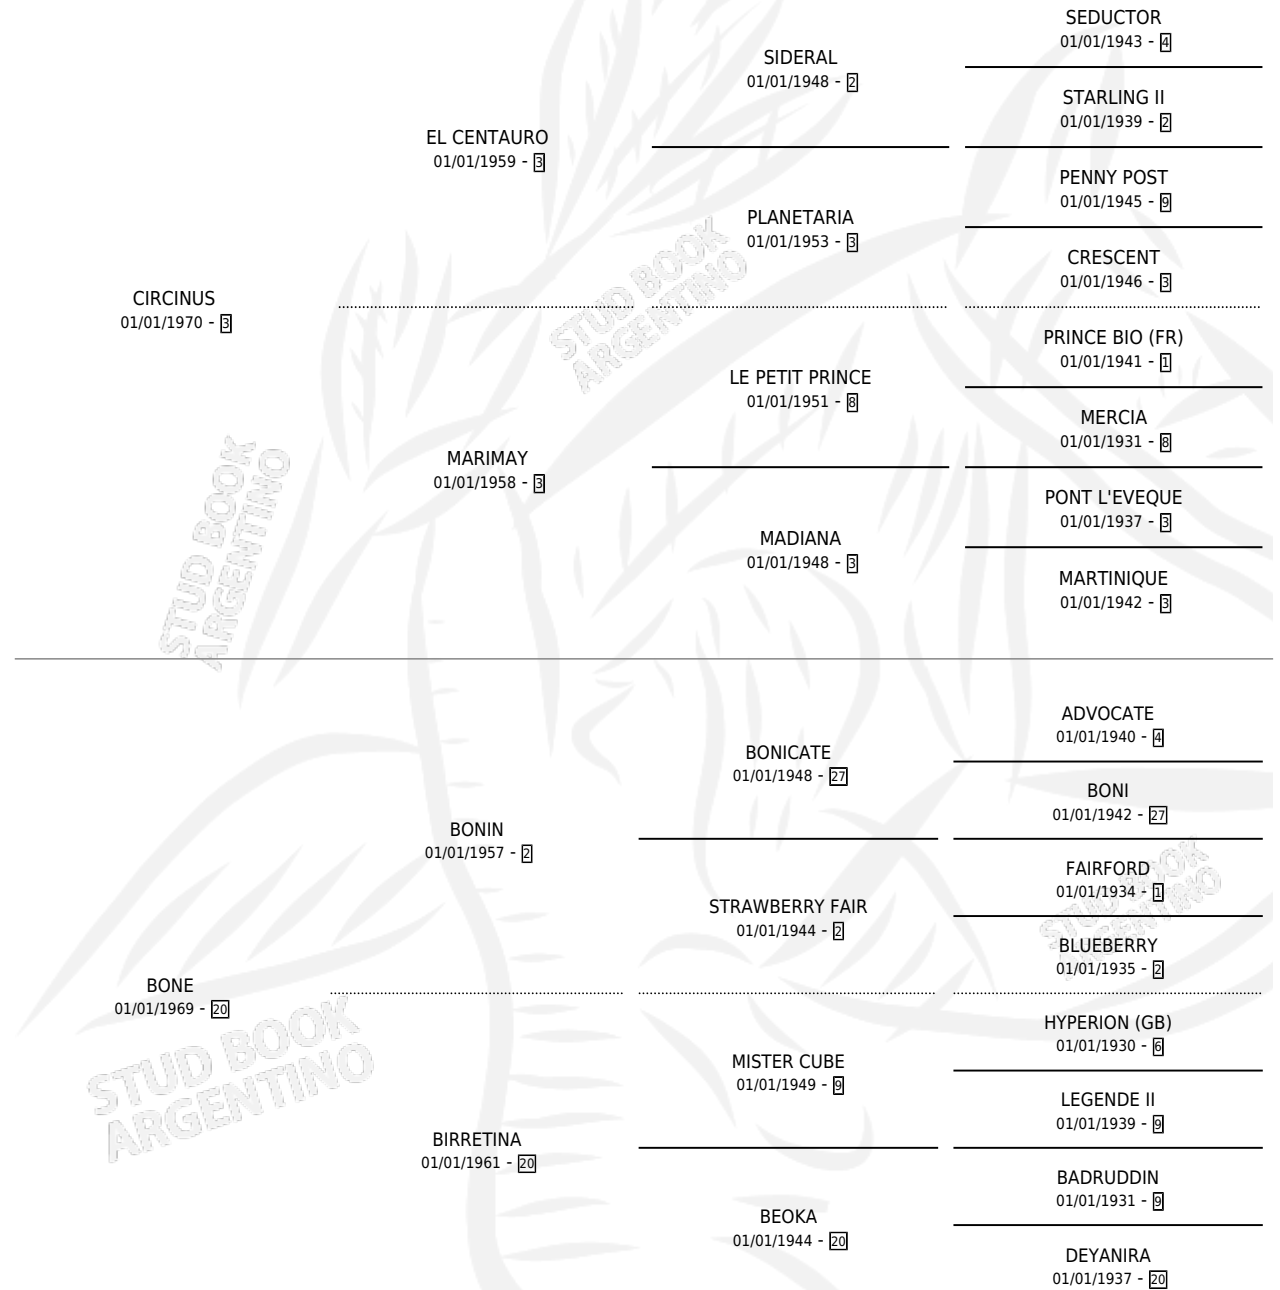 SEDUCTOR
01/01/1943 - 4
SIDERAL
01/01/1948 - 2
STARLING II
01/01/1939 - 2
EL CENTAURO
01/01/1959 - 3
PENNY POST
01/01/1945 - 9
PLANETARIA
01/01/1953 - 3
CRESCENT
01/01/1946 - 3
CIRCINUS
01/01/1970 - 3
PRINCE BIO (FR)
01/01/1941 - 1
LE PETIT PRINCE
01/01/1951 - 8
MERCIA
01/01/1931 - 8
MARIMAY
01/01/1958 - 3
PONT L'EVEQUE
01/01/1937 - 3
MADIANA
01/01/1948 - 3
MARTINIQUE
01/01/1942 - 3
STUD BOOK
ARGENTINO
STUD BOOK
ARGENTINO
ADVOCATE
01/01/1940 - 4
BONICATE
01/01/1948 - 27
BONI
01/01/1942 - 27
BONIN
01/01/1957 - 2
FAIRFORD
01/01/1934 - 1
STRAWBERRY FAIR
01/01/1944 - 2
BLUEBERRY
01/01/1935 - 2
BONE
01/01/1969 - 20
HYPERION (GB)
01/01/1930 - 6
MISTER CUBE
01/01/1949 - 9
LEGENDE II
01/01/1939 - 9
BIRRETINA
01/01/1961 - 20
BADRUDDIN
01/01/1931 - 9
BEOKA
01/01/1944 - 20
DEYANIRA
01/01/1937 - 20
STUD BOOK
ARGENTINO
STUD BOOK
ARGENTINO